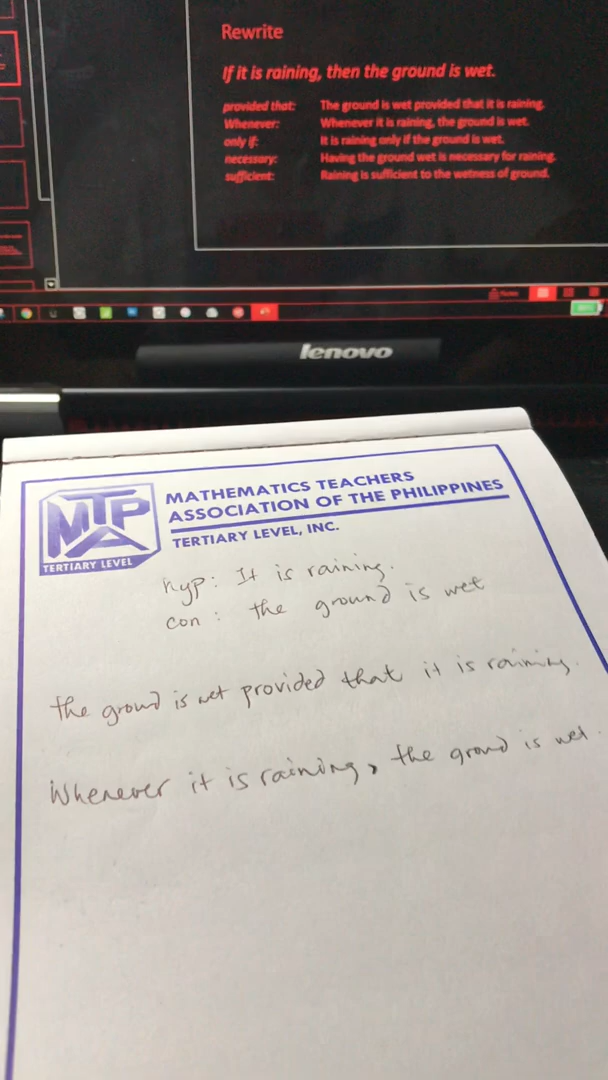 Rewrite
If it is raining, then the ground is wet.
provided that: The ground is wet provided that it is raining.
Whenever: Whenever it is raining, the ground is wet.
only if: It is raining only if the ground is wet.
necessary: Having the ground wet is necessary for raining.
sufficient: Raining is sufficient to the wetness of ground.
lenovo
MTAP
TERTIARY LEVEL
MATHEMATICS TEACHERS
ASSOCIATION OF THE PHILIPPINES
TERTIARY LEVEL, INC.
hyp: It is raining.
con: the ground is wet
the ground is wet provided that it is raining.
Whenever it is raining, the ground is wet.